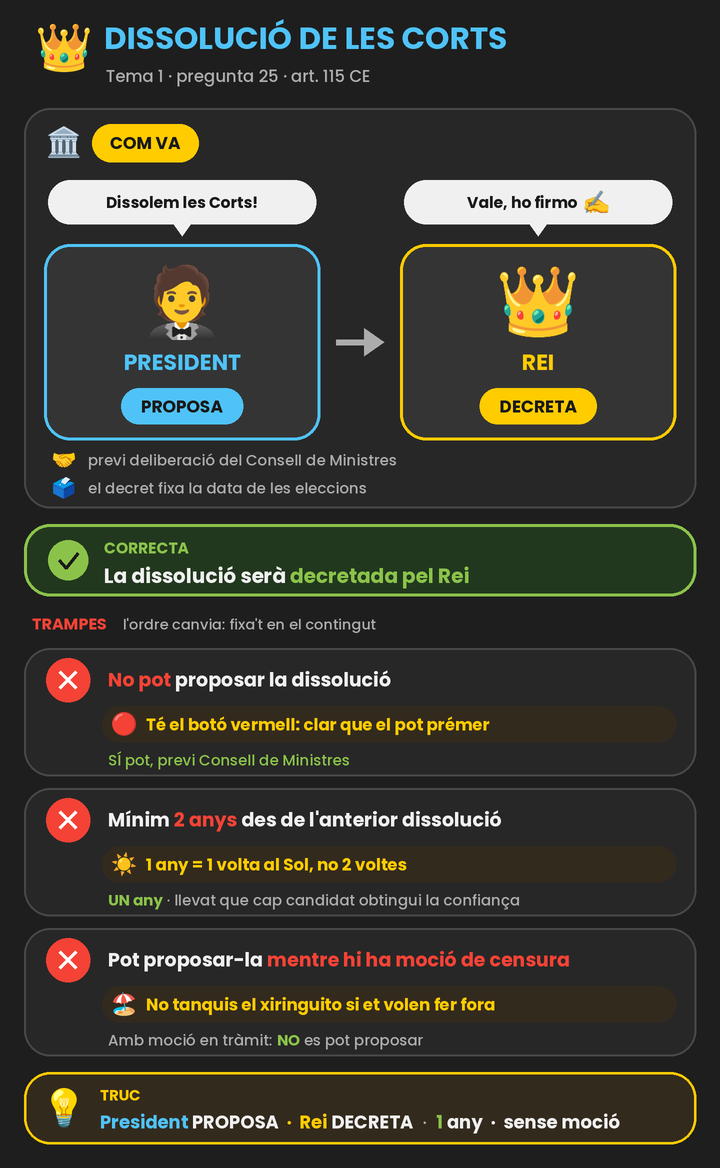 DISSOLUCIÓ DE LES CORTS
Tema 1 · pregunta 25 · art. 115 CE
COM VA
Dissolem les Corts!
Vale, ho firmo
PRESIDENT
REI
PROPOSA
DECRETA
previ deliberació del Consell de Ministres
el decret fixa la data de les eleccions
CORRECTA
La dissolució serà decretada pel Rei
TRAMPES l'ordre canvia: fixa't en el contingut
No pot proposar la dissolució
Té el botó vermell: clar que el pot prémer
SÍ pot, previ Consell de Ministres
Mínim 2 anys des de l'anterior dissolució
1 any = 1 volta al Sol, no 2 voltes
UN any · llevat que cap candidat obtingui la confiança
Pot proposar-la mentre hi ha moció de censura
No tanquis el xiringuito si et volen fer fora
Amb moció en tràmit: NO es pot proposar
TRUC
President PROPOSA · Rei DECRETA · 1 any · sense moció